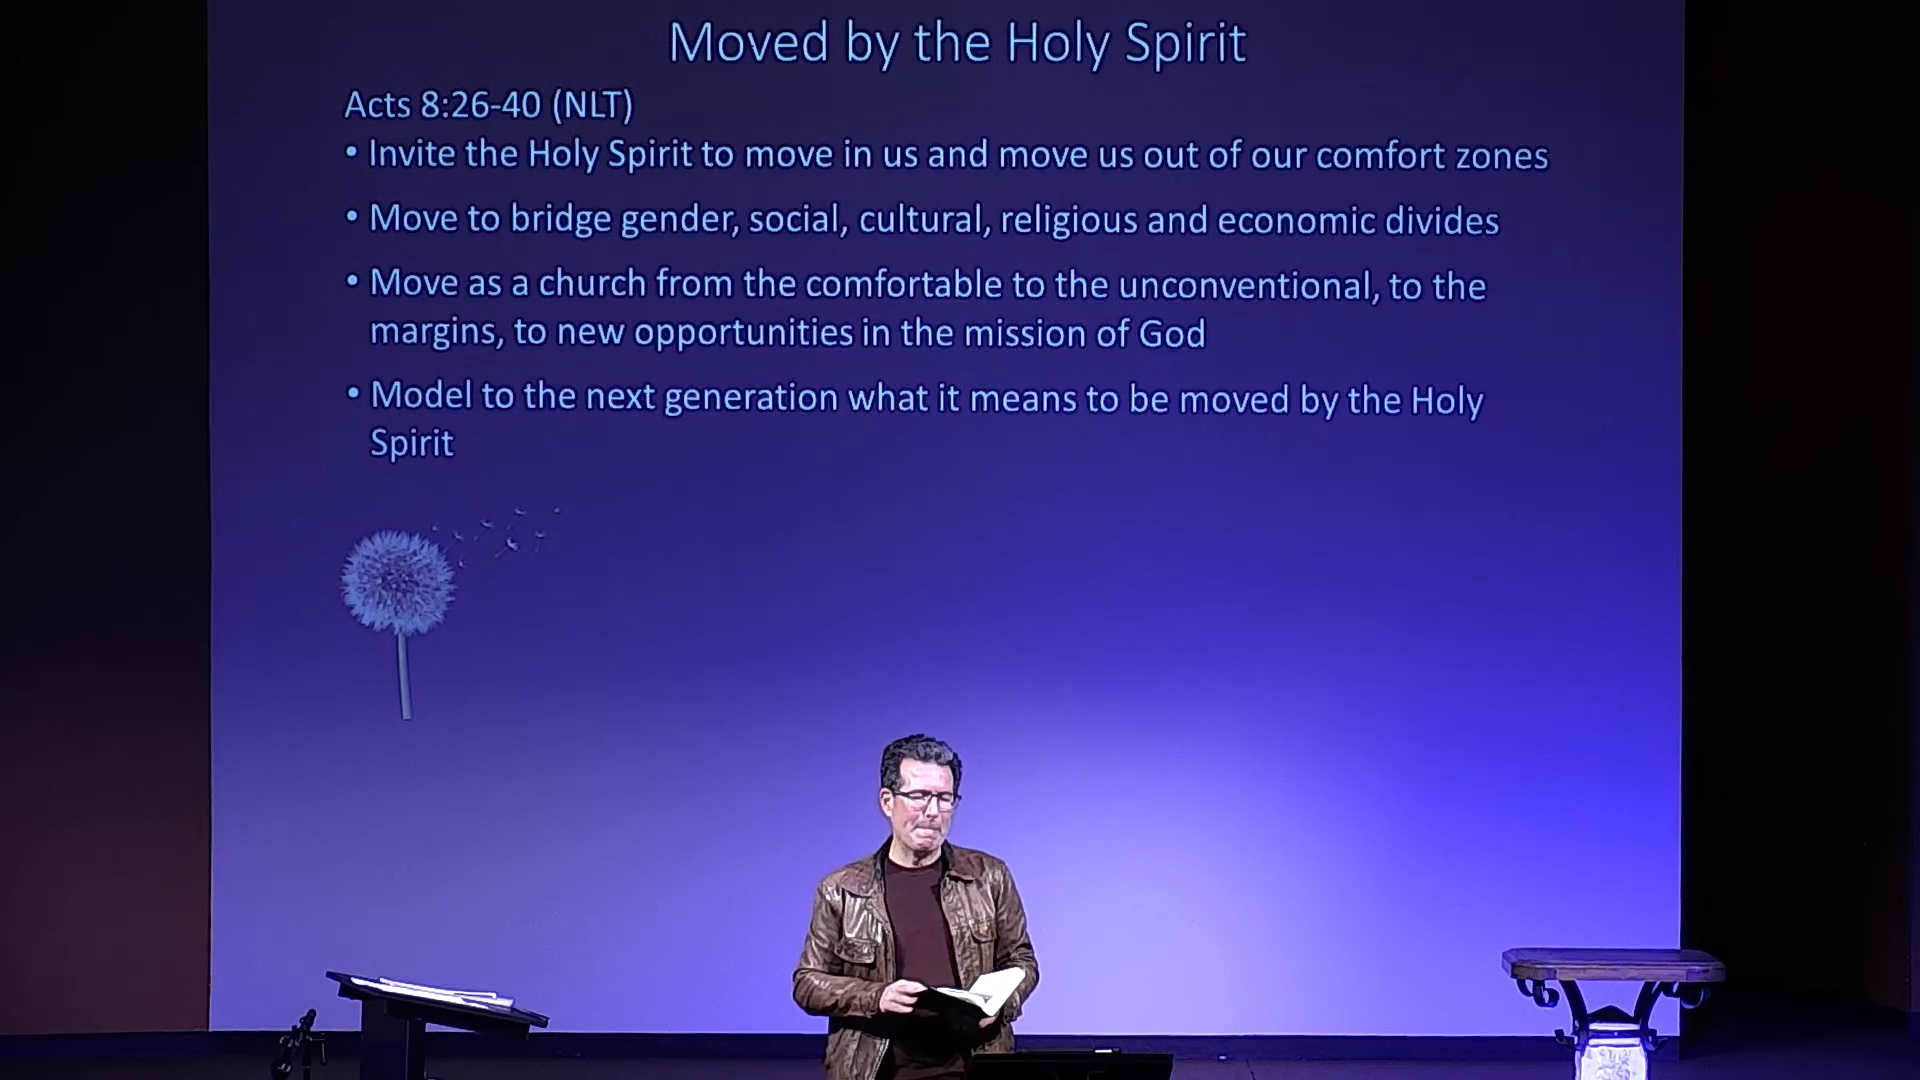 Moved by the Holy Spirit
Acts 8:26-40 (NLT)
• Invite the Holy Spirit to move in us and move us out of our comfort zones
• Move to bridge gender, social, cultural, religious and economic divides
• Move as a church from the comfortable to the unconventional, to the
margins, to new opportunities in the mission of God
• Model to the next generation what it means to be moved by the Holy
Spirit